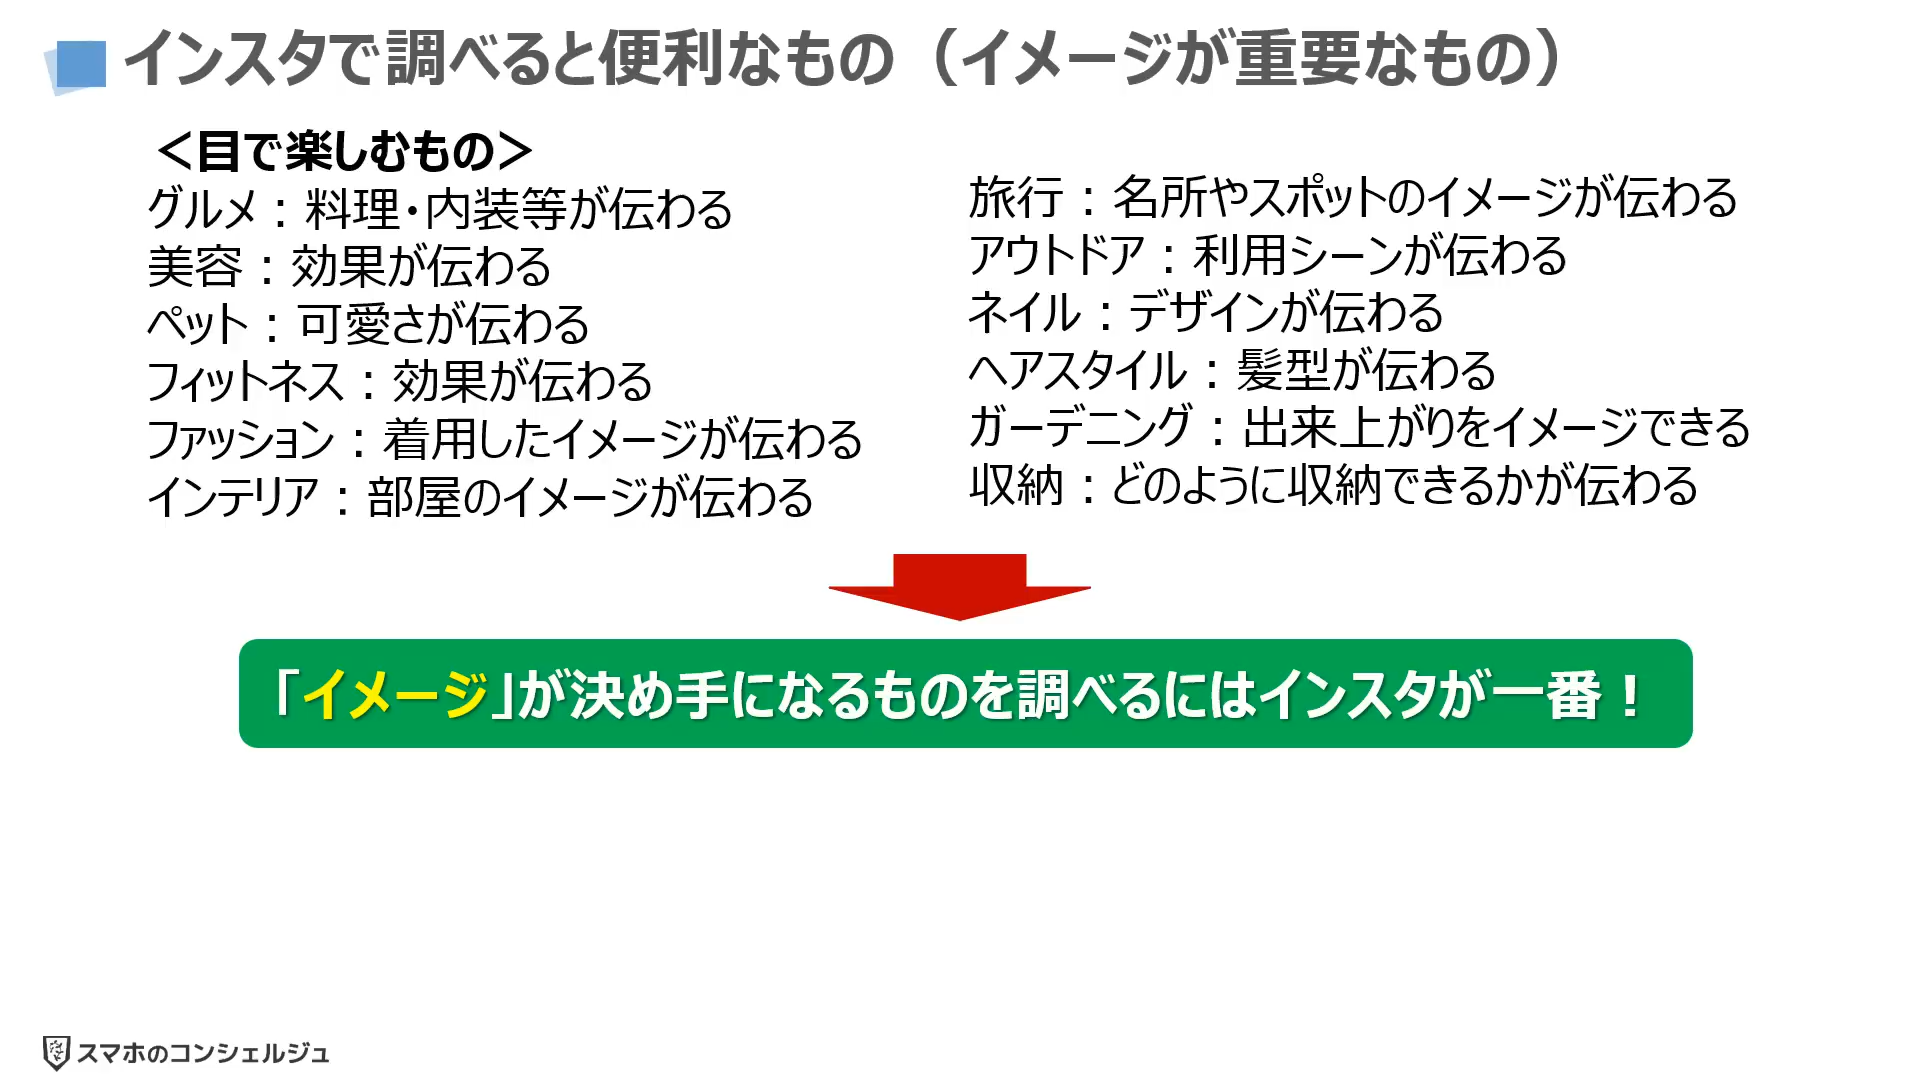 インスタで調べると便利なもの（イメージが重要なもの）
＜目で楽しむもの＞
グルメ：料理・内装等が伝わる
美容：効果が伝わる
ペット：可愛さが伝わる
フィットネス：効果が伝わる
ファッション：着用したイメージが伝わる
インテリア：部屋のイメージが伝わる
旅行：名所やスポットのイメージが伝わる
アウトドア：利用シーンが伝わる
ネイル：デザインが伝わる
ヘアスタイル：髪型が伝わる
ガーデニング：出来上がりをイメージできる
収納：どのように収納できるかが伝わる
「イメージ」が決め手になるものを調べるにはインスタが一番！
スマホのコンシェルジュ